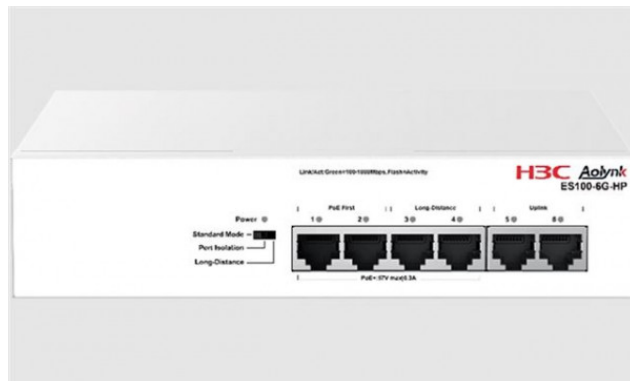 Link/Act:Green=100-1000Mbps,Flash=Activity
H3C Aolynk
ES100-6G-HP
PoE First Long-Distance Uplink
Power 1 2 3 4 5 6
Standard Mode
Port Isolation
Long-Distance
PoE+:57V max|0.3A